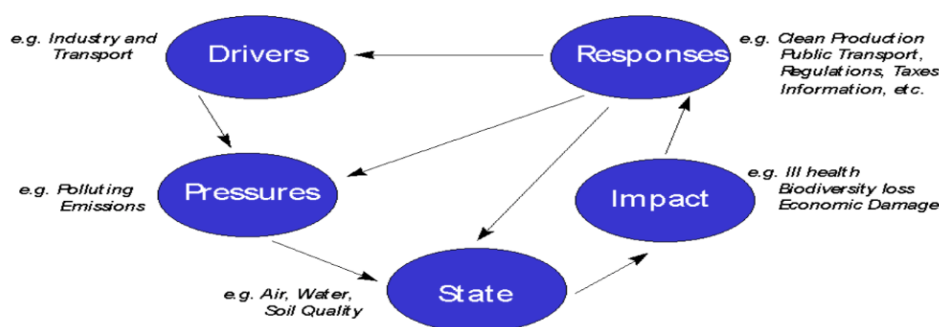 e.g. Industry and
Transport
Drivers
Responses
e.g. Clean Production
Public Transport,
Regulations, Taxes
Information, etc.
e.g. Polluting
Emissions
Pressures
Impact
e.g. Ill health
Biodiversity loss
Economic Damage
e.g. Air, Water,
Soil Quality
State